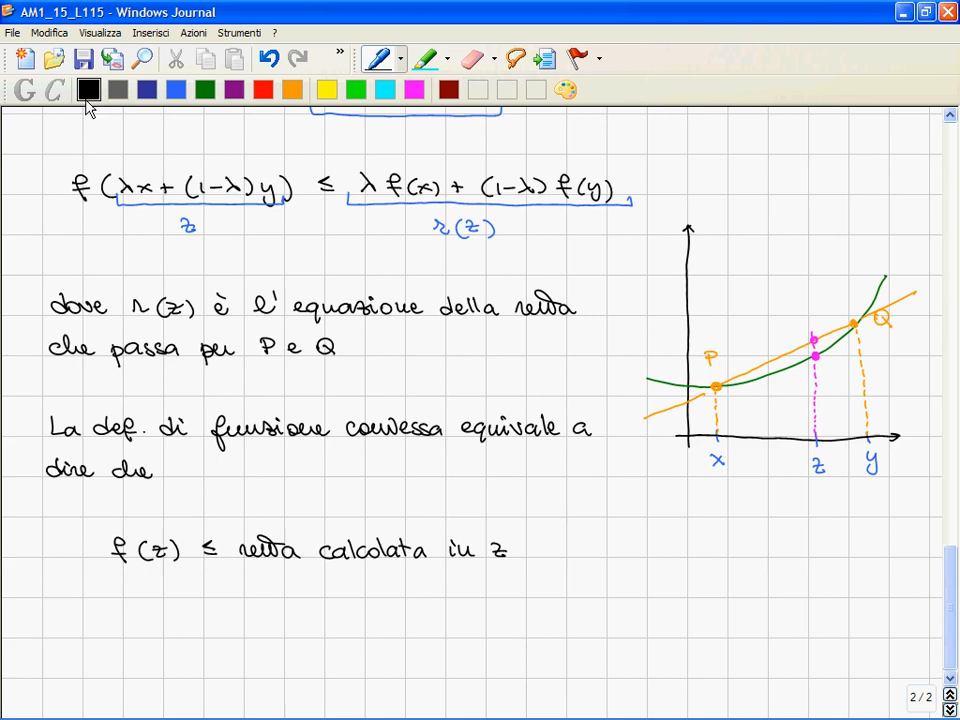 AM1_15_L115 - Windows Journal
File Modifica Visualizza Inserisci Azioni Strumenti ?
G C
f(λx+(1-λ)y) ≤ λf(x)+(1-λ)f(y)
z r(z)
dove r(z) è l'equazione della retta
che passa per P e Q
Q
P
La def. di funzione convessa equivale a
dire che
x z y
f(z) ≤ retta calcolata in z
2 / 2